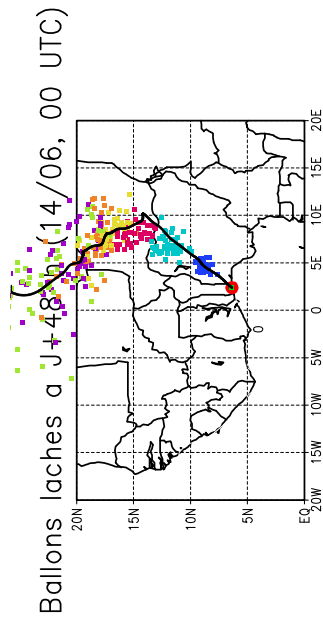 Ballons laches a J+48h (14/06, 00 UTC)
20N
15N
10N
5N
EQ
20W
15W
10W
5W
0
5E
10E
15E
20E
0